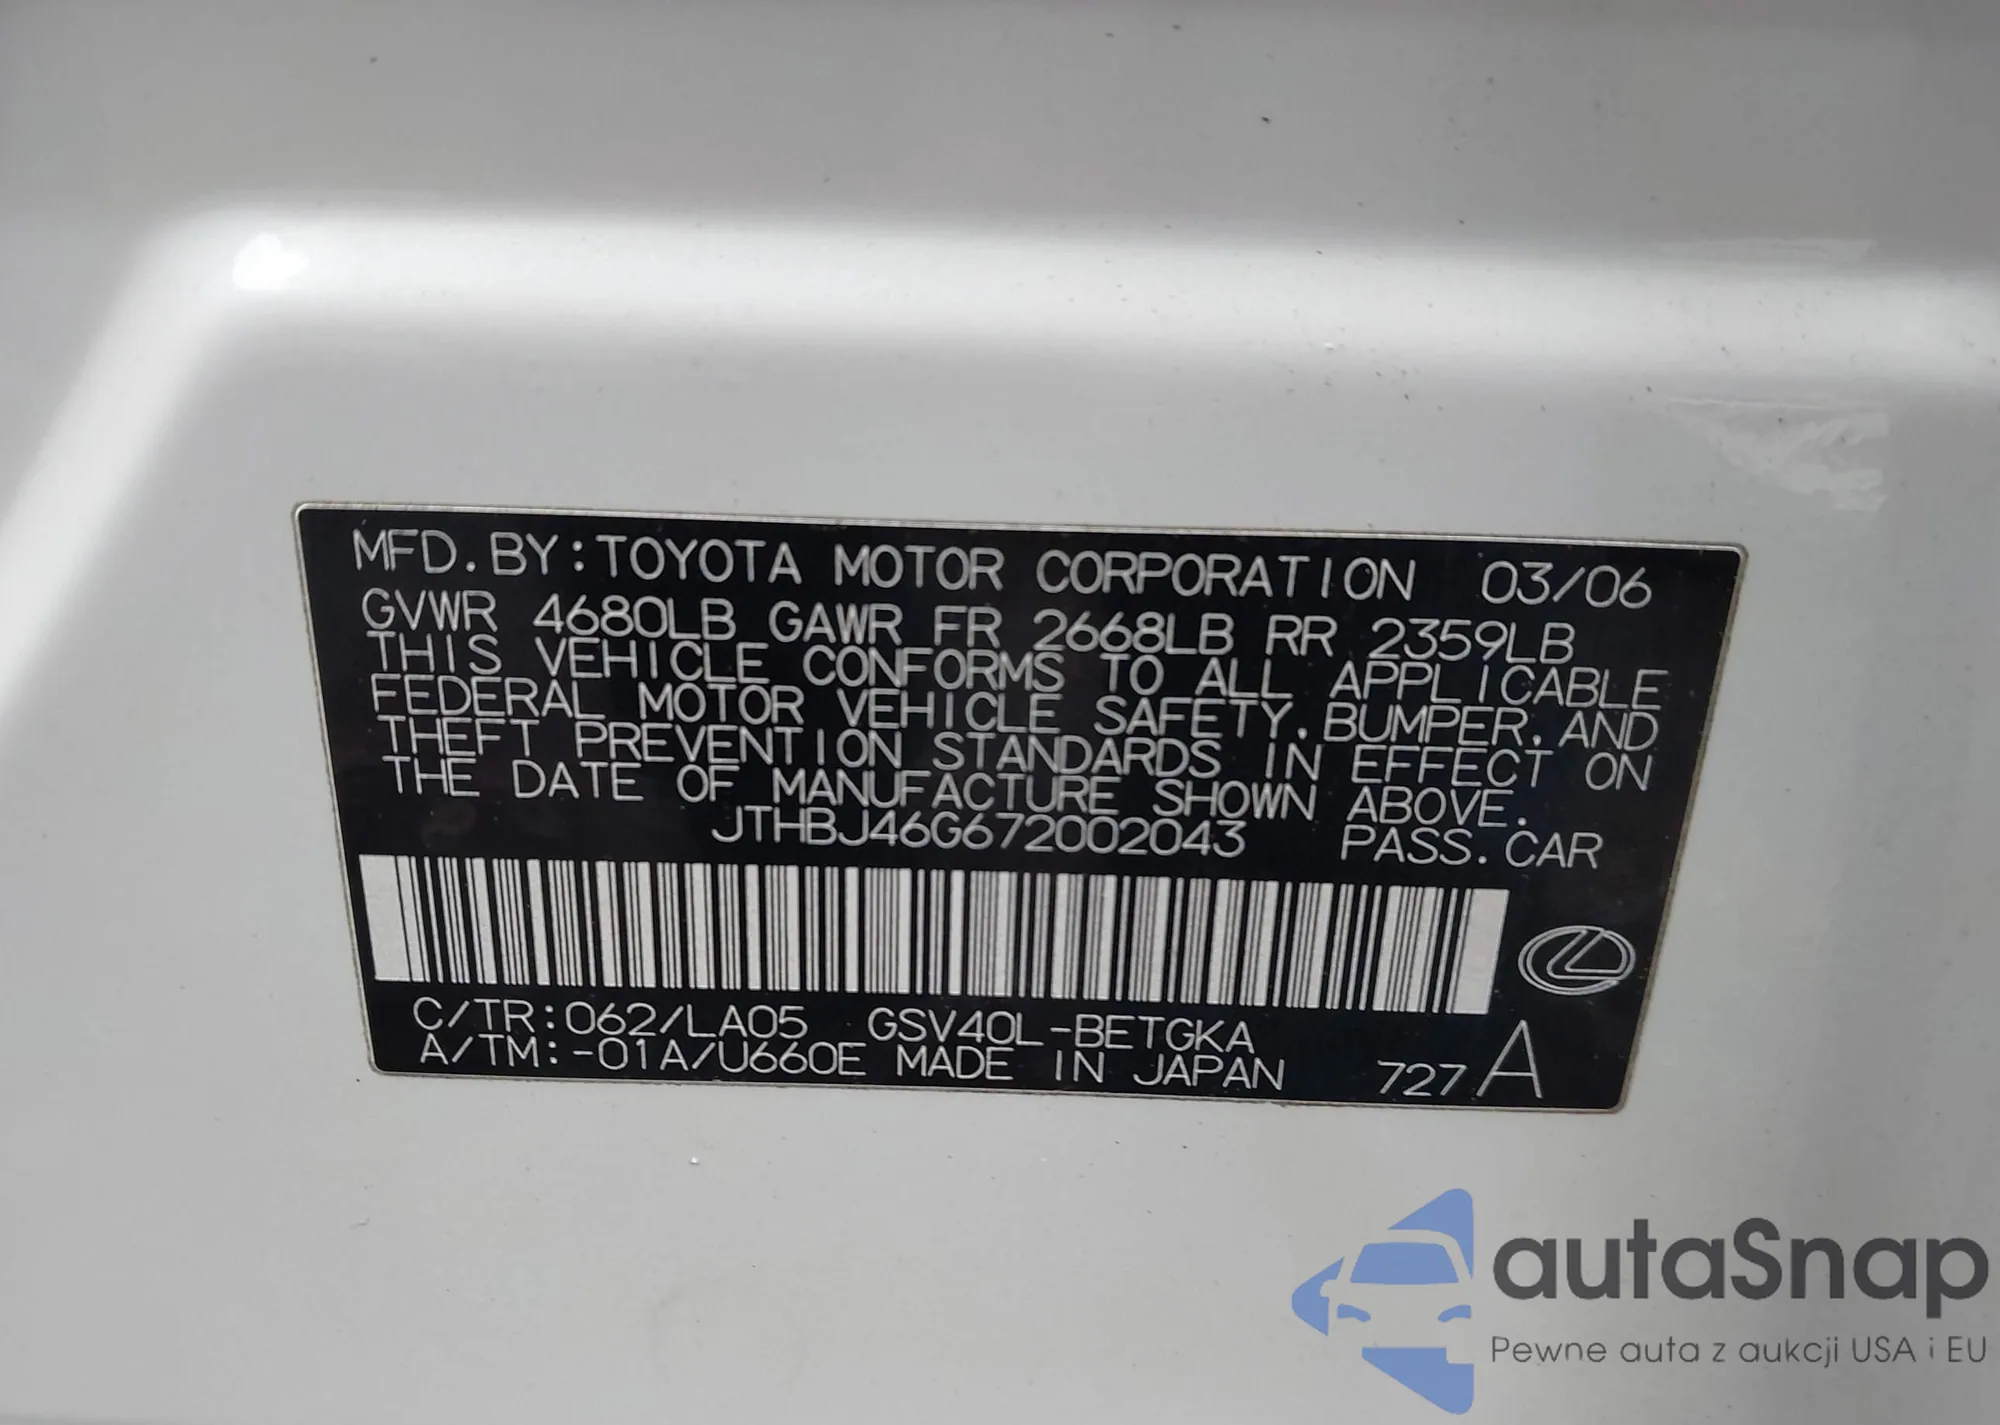 MFD. BY: TOYOTA MOTOR CORPORATION 03/06
GVWR 4680LB GAWR FR 2668LB RR 2359LB
THIS VEHICLE CONFORMS TO ALL APPLICABLE
FEDERAL MOTOR VEHICLE SAFETY, BUMPER, AND
THEFT PREVENTION STANDARDS IN EFFECT ON
THE DATE OF MANUFACTURE SHOWN ABOVE.
JTHBJ46G672002043 PASS. CAR
C/TR:062/LA05 GSV40L-BETGKA
A/TM:-01A/U660E MADE IN JAPAN 727 A
autaSnap
Pewne auta z aukcji USA i EU